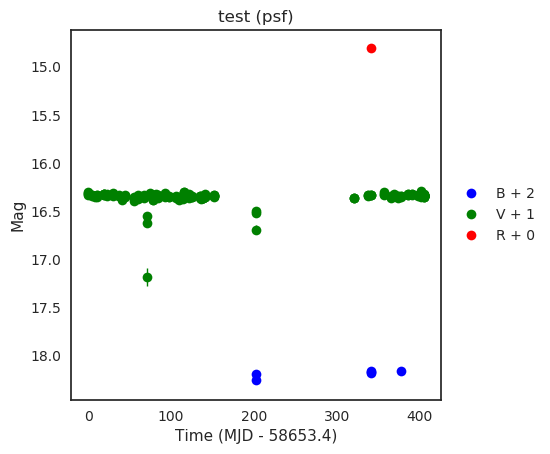 test (psf)
15.0
15.5
16.0
16.5
17.0
17.5
18.0
Mag
0
100
200
300
400
Time (MJD - 58653.4)
B + 2
V + 1
R + 0